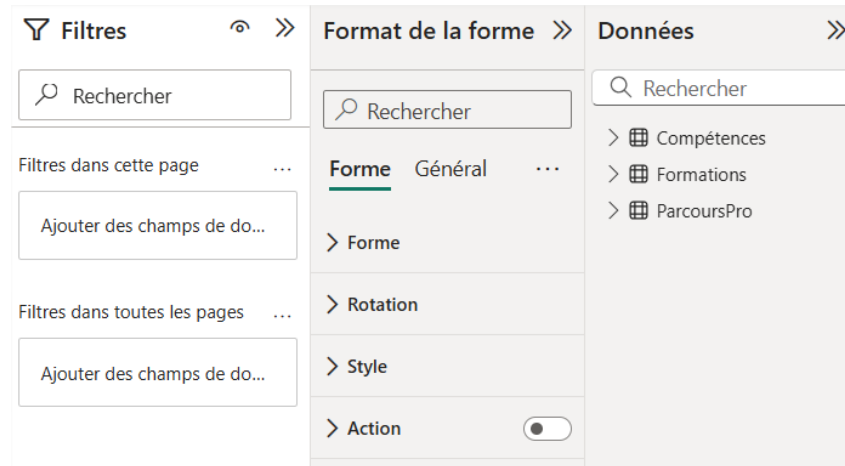 Filtres
Rechercher
Filtres dans cette page ...
Ajouter des champs de do...
Filtres dans toutes les pages ...
Ajouter des champs de do...
Format de la forme
Rechercher
Forme Général ...
Forme
Rotation
Style
Action
Données
Rechercher
Compétences
Formations
ParcoursPro